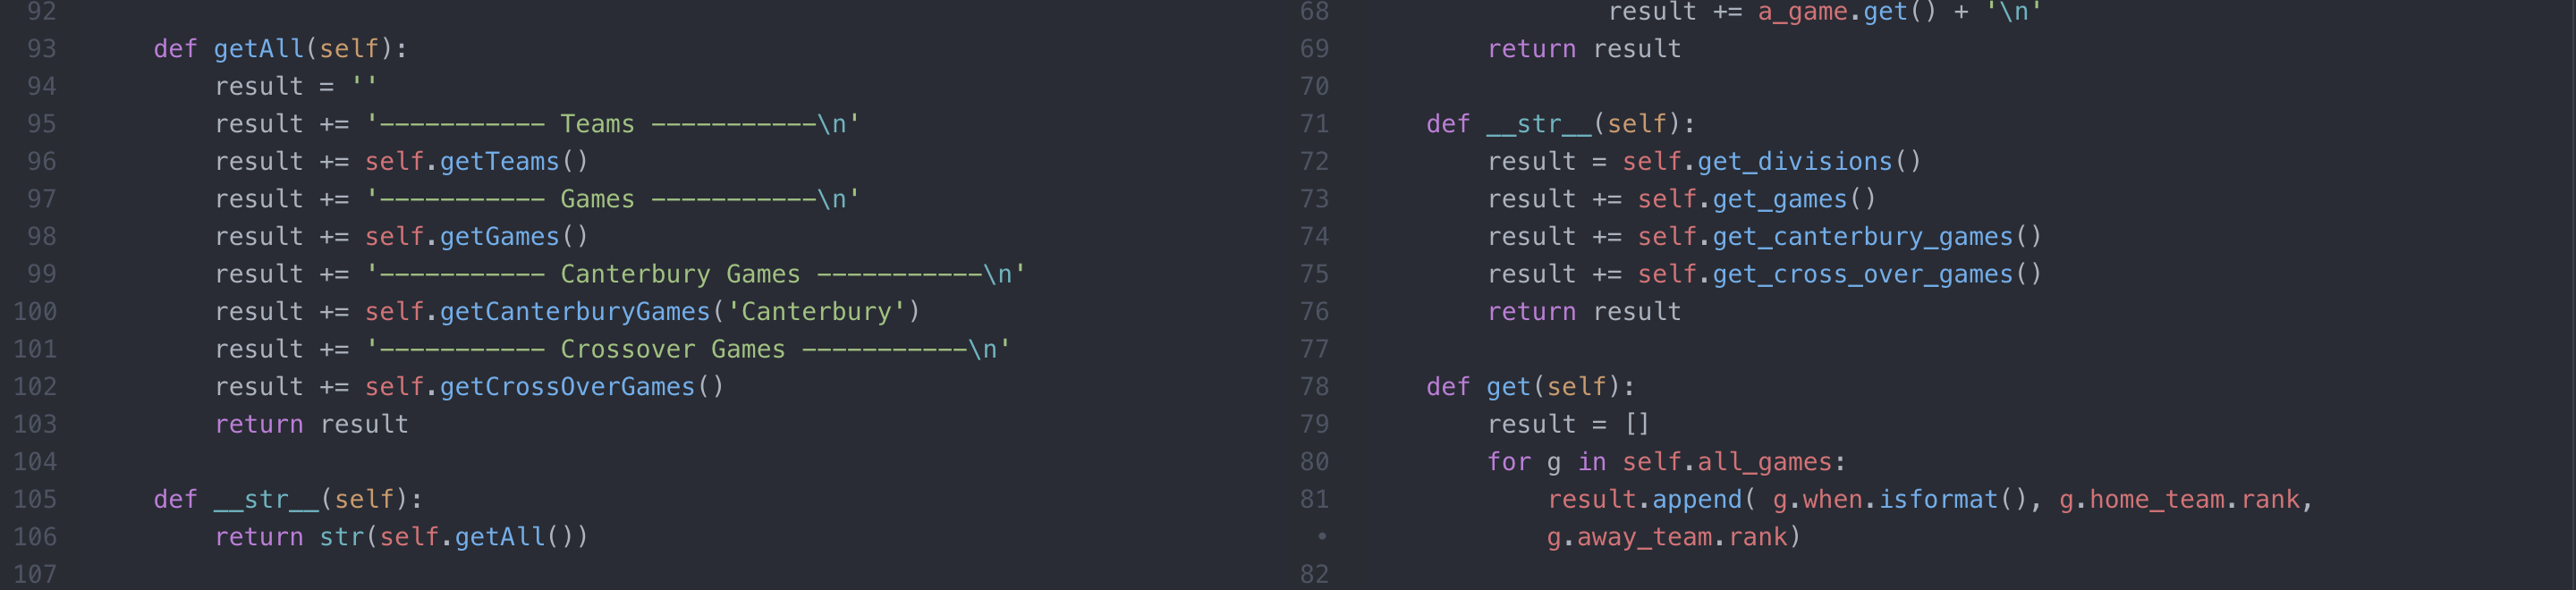 92
93 def getAll(self):
94 result = ''
95 result += '----------- Teams -----------\n'
96 result += self.getTeams()
97 result += '----------- Games -----------\n'
98 result += self.getGames()
99 result += '----------- Canterbury Games -----------\n'
100 result += self.getCanterburyGames('Canterbury')
101 result += '----------- Crossover Games -----------\n'
102 result += self.getCrossOverGames()
103 return result
104
105 def __str__(self):
106 return str(self.getAll())
107
68 result += a_game.get() + '\n'
69 return result
70
71 def __str__(self):
72 result = self.get_divisions()
73 result += self.get_games()
74 result += self.get_canterbury_games()
75 result += self.get_cross_over_games()
76 return result
77
78 def get(self):
79 result = []
80 for g in self.all_games:
81 result.append( g.when.isformat(), g.home_team.rank,
• g.away_team.rank)
82